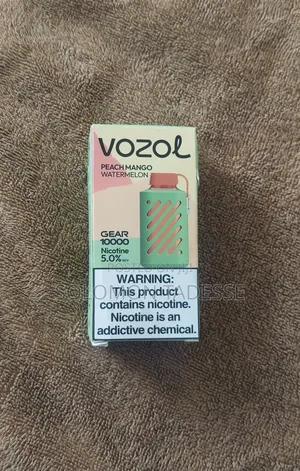 VOZOL
PEACH MANGO
WATERMELON
GEAR
10000
Nicotine
5.0%
WARNING:
This product
contains nicotine.
Nicotine is an
addictive chemical.